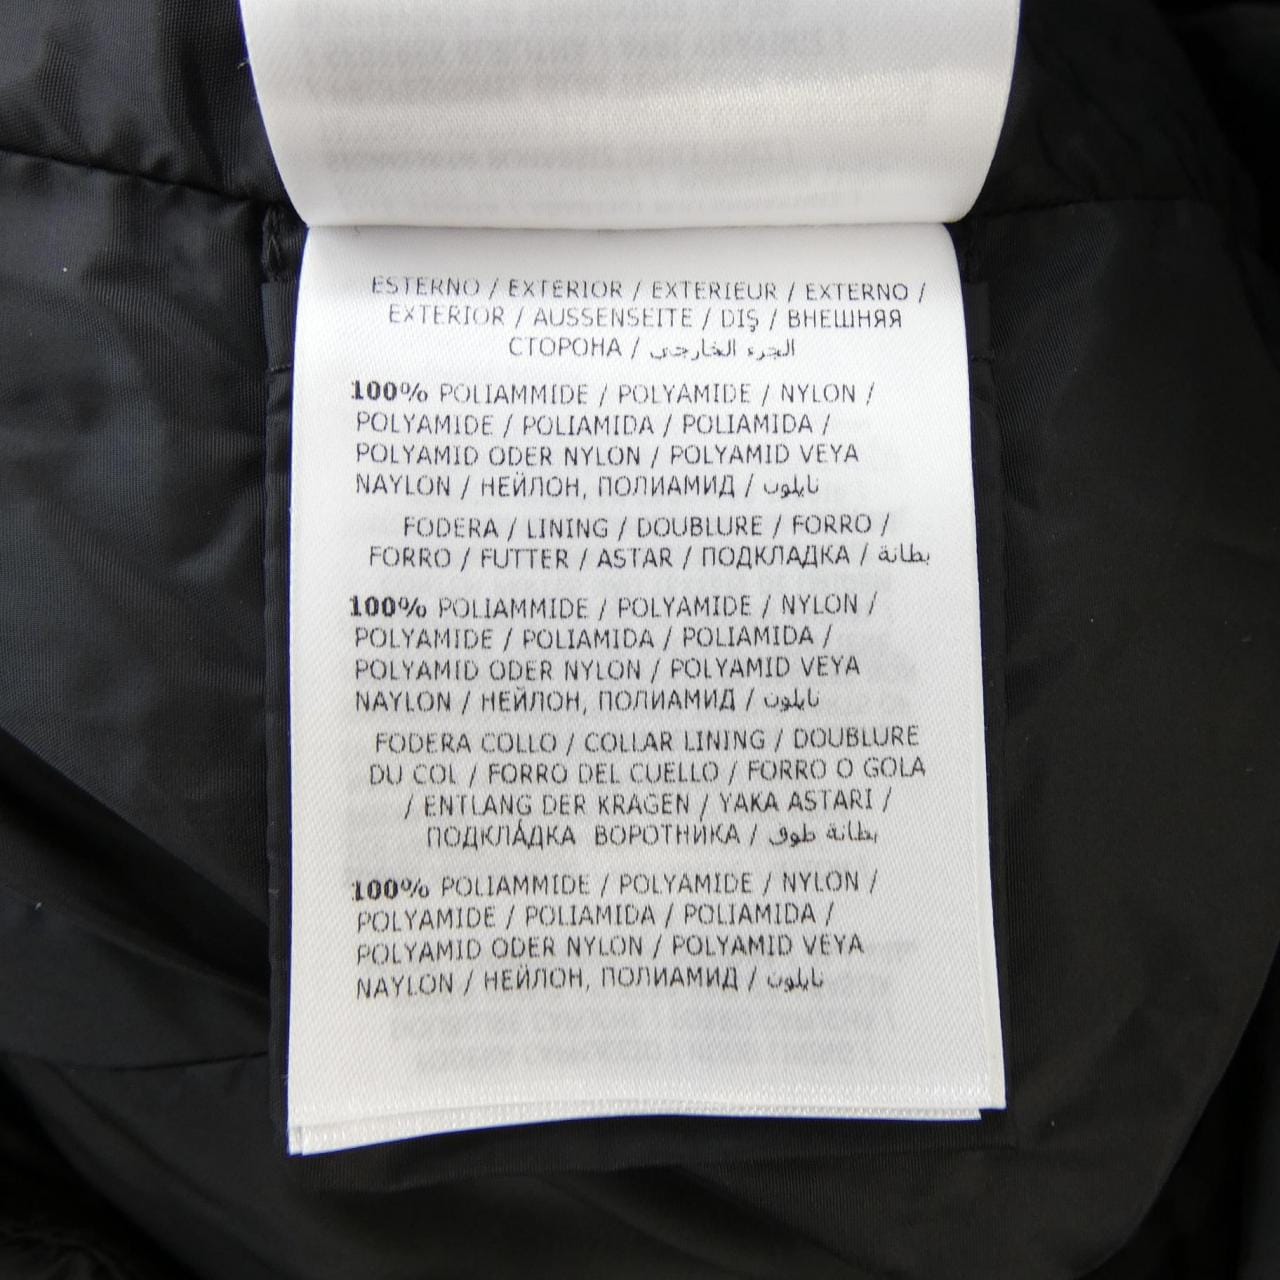 ESTERNO / EXTERIOR / EXTERIEUR / EXTERNO /
EXTERIOR / AUSSENSEITE / DIŞ / ВНЕШНЯЯ
СТОРОНА / الجزء الخارجي
100% POLIAMMIDE / POLYAMIDE / NYLON /
POLYAMIDE / POLIAMIDA / POLIAMIDA /
POLYAMID ODER NYLON / POLYAMID VEYA
NAYLON / НЕЙЛОН, ПОЛИАМИД / نايلون
FODERA / LINING / DOUBLURE / FORRO /
FORRO / FUTTER / ASTAR / ПОДКЛАДКА / بطانة
100% POLIAMMIDE / POLYAMIDE / NYLON /
POLYAMIDE / POLIAMIDA / POLIAMIDA /
POLYAMID ODER NYLON / POLYAMID VEYA
NAYLON / НЕЙЛОН, ПОЛИАМИД / نايلون
FODERA COLLO / COLLAR LINING / DOUBLURE
DU COL / FORRO DEL CUELLO / FORRO O GOLA
/ ENTLANG DER KRAGEN / YAKA ASTARI /
ПОДКЛА́ДКА ВОРОТНИКА / بطانة طوق
100% POLIAMMIDE / POLYAMIDE / NYLON /
POLYAMIDE / POLIAMIDA / POLIAMIDA /
POLYAMID ODER NYLON / POLYAMID VEYA
NAYLON / НЕЙЛОН, ПОЛИАМИД / نايلون